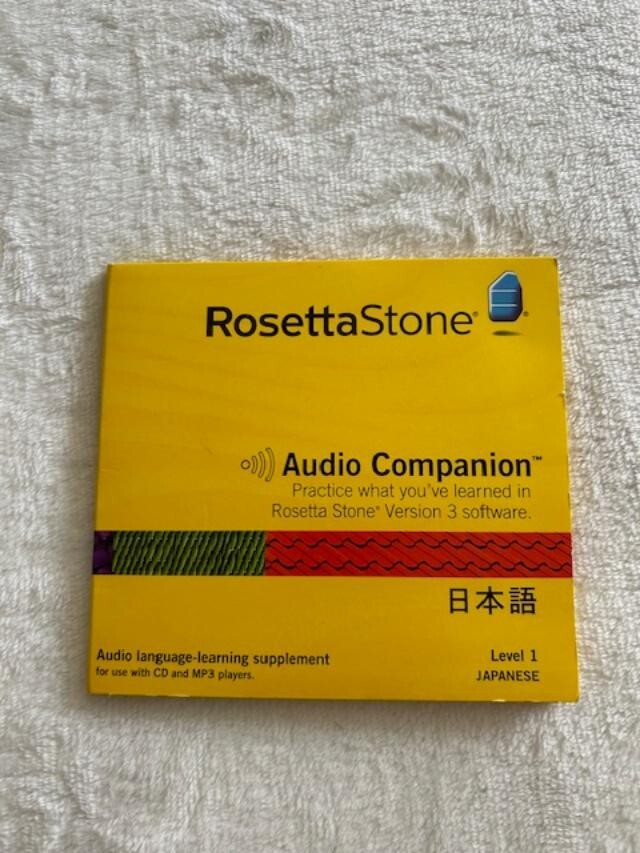 RosettaStone®
Audio Companion™
Practice what you've learned in
Rosetta Stone® Version 3 software.
日本語
Audio language-learning supplement
for use with CD and MP3 players.
Level 1
JAPANESE